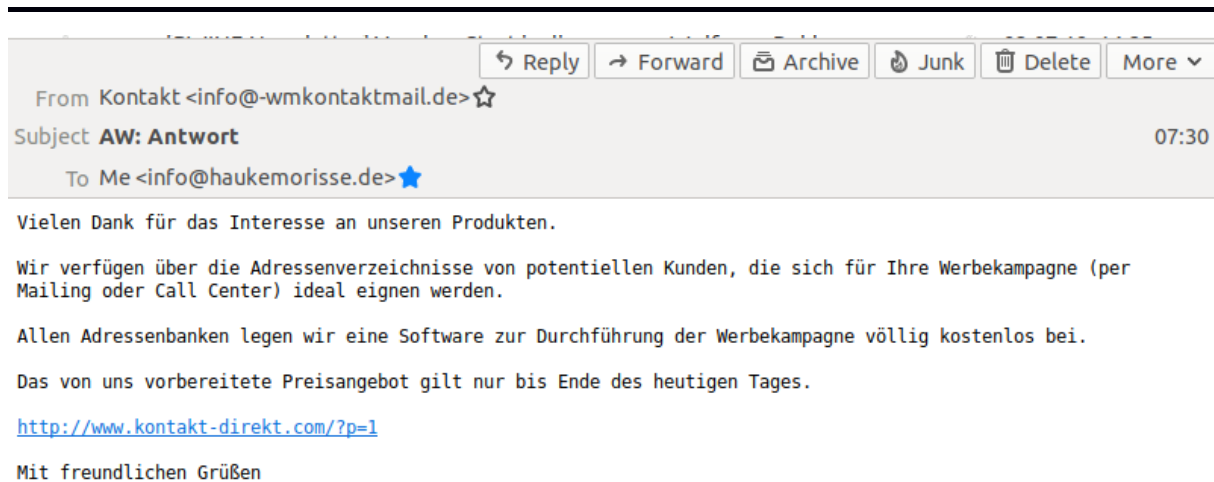 Reply Forward Archive Junk Delete More
From Kontakt <info@-wmkontaktmail.de>
Subject AW: Antwort 07:30
To Me <info@haukemorisse.de>
Vielen Dank für das Interesse an unseren Produkten.
Wir verfügen über die Adressenverzeichnisse von potentiellen Kunden, die sich für Ihre Werbekampagne (per
Mailing oder Call Center) ideal eignen werden.
Allen Adressenbanken legen wir eine Software zur Durchführung der Werbekampagne völlig kostenlos bei.
Das von uns vorbereitete Preisangebot gilt nur bis Ende des heutigen Tages.
http://www.kontakt-direkt.com/?p=1
Mit freundlichen Grüßen